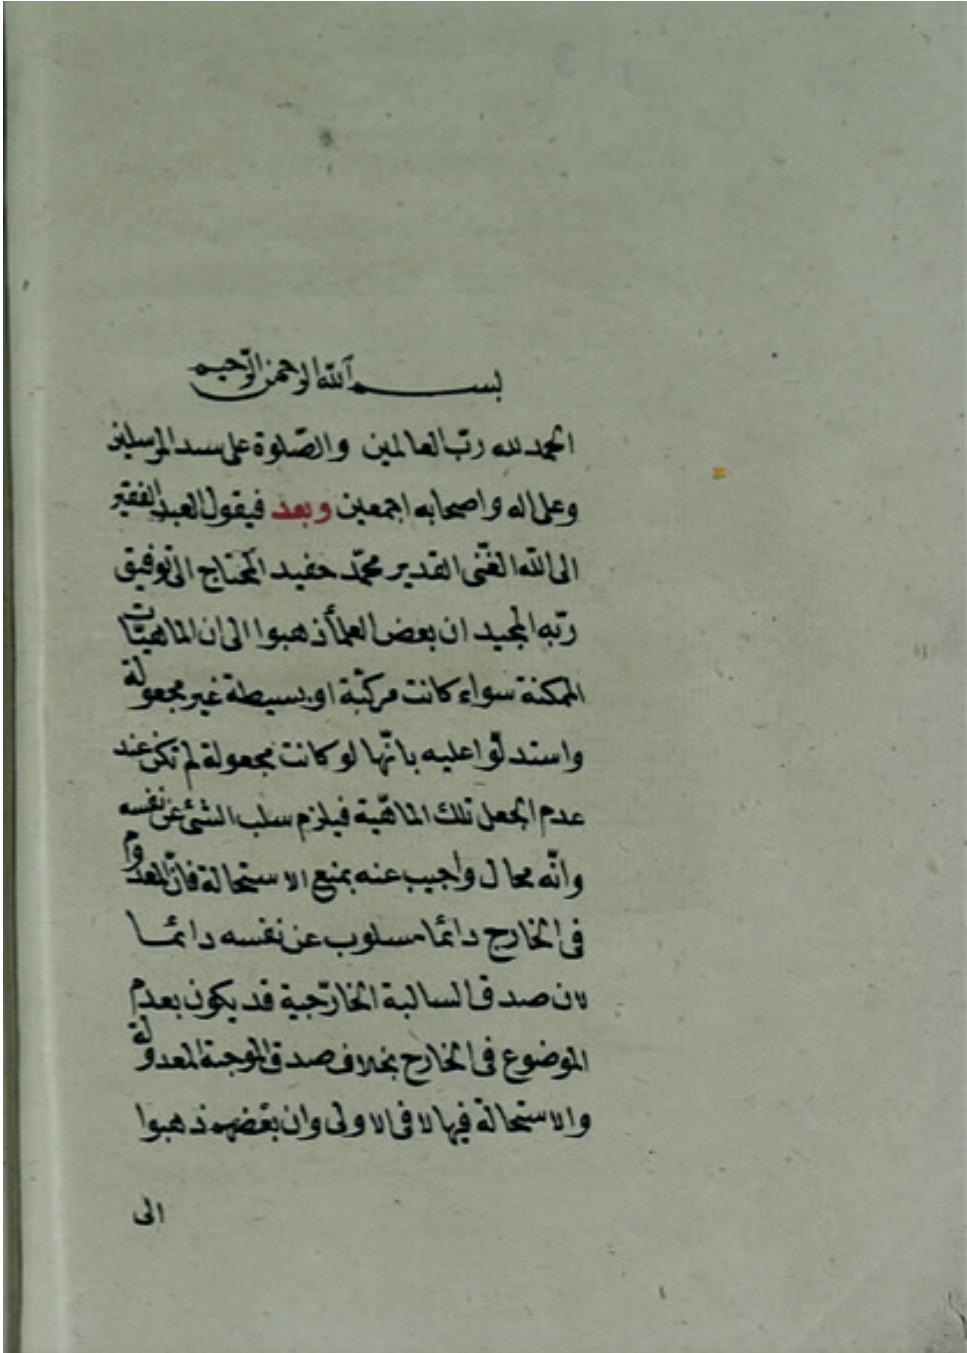 بسم الله الرحمن الرحيم
الحمد لله رب العالمين والصلوة على سيد المرسلين
وعلى اله واصحابه اجمعين وبعد فيقول العبد الفقير
الى الله الغنى القدير محمد حفيد المحتاج الى توفيق
ربه المجيد ان بعض العلمأ ذهبوا الى ان الماهيات
الممكنة سواء كانت مركبة او بسيطة غير مجعولة
واستدلوا عليه بانها لو كانت مجعولة لم تكن عند
عدم الجعل تلك الماهية فيلزم سلب الشئ عن نفسه
وانه محال واجيب عنه بمنع الاستحالة فان المعدوم
فى الخارج دائما مسلوب عن نفسه دائما
لان صدق السالبة الخارجية قد يكون بعدم
الموضوع فى الخارج بخلاف صدق الموجبة المعدولة
والاستحالة فيها لا فى الاولى وان بعضهم ذهبوا
الى